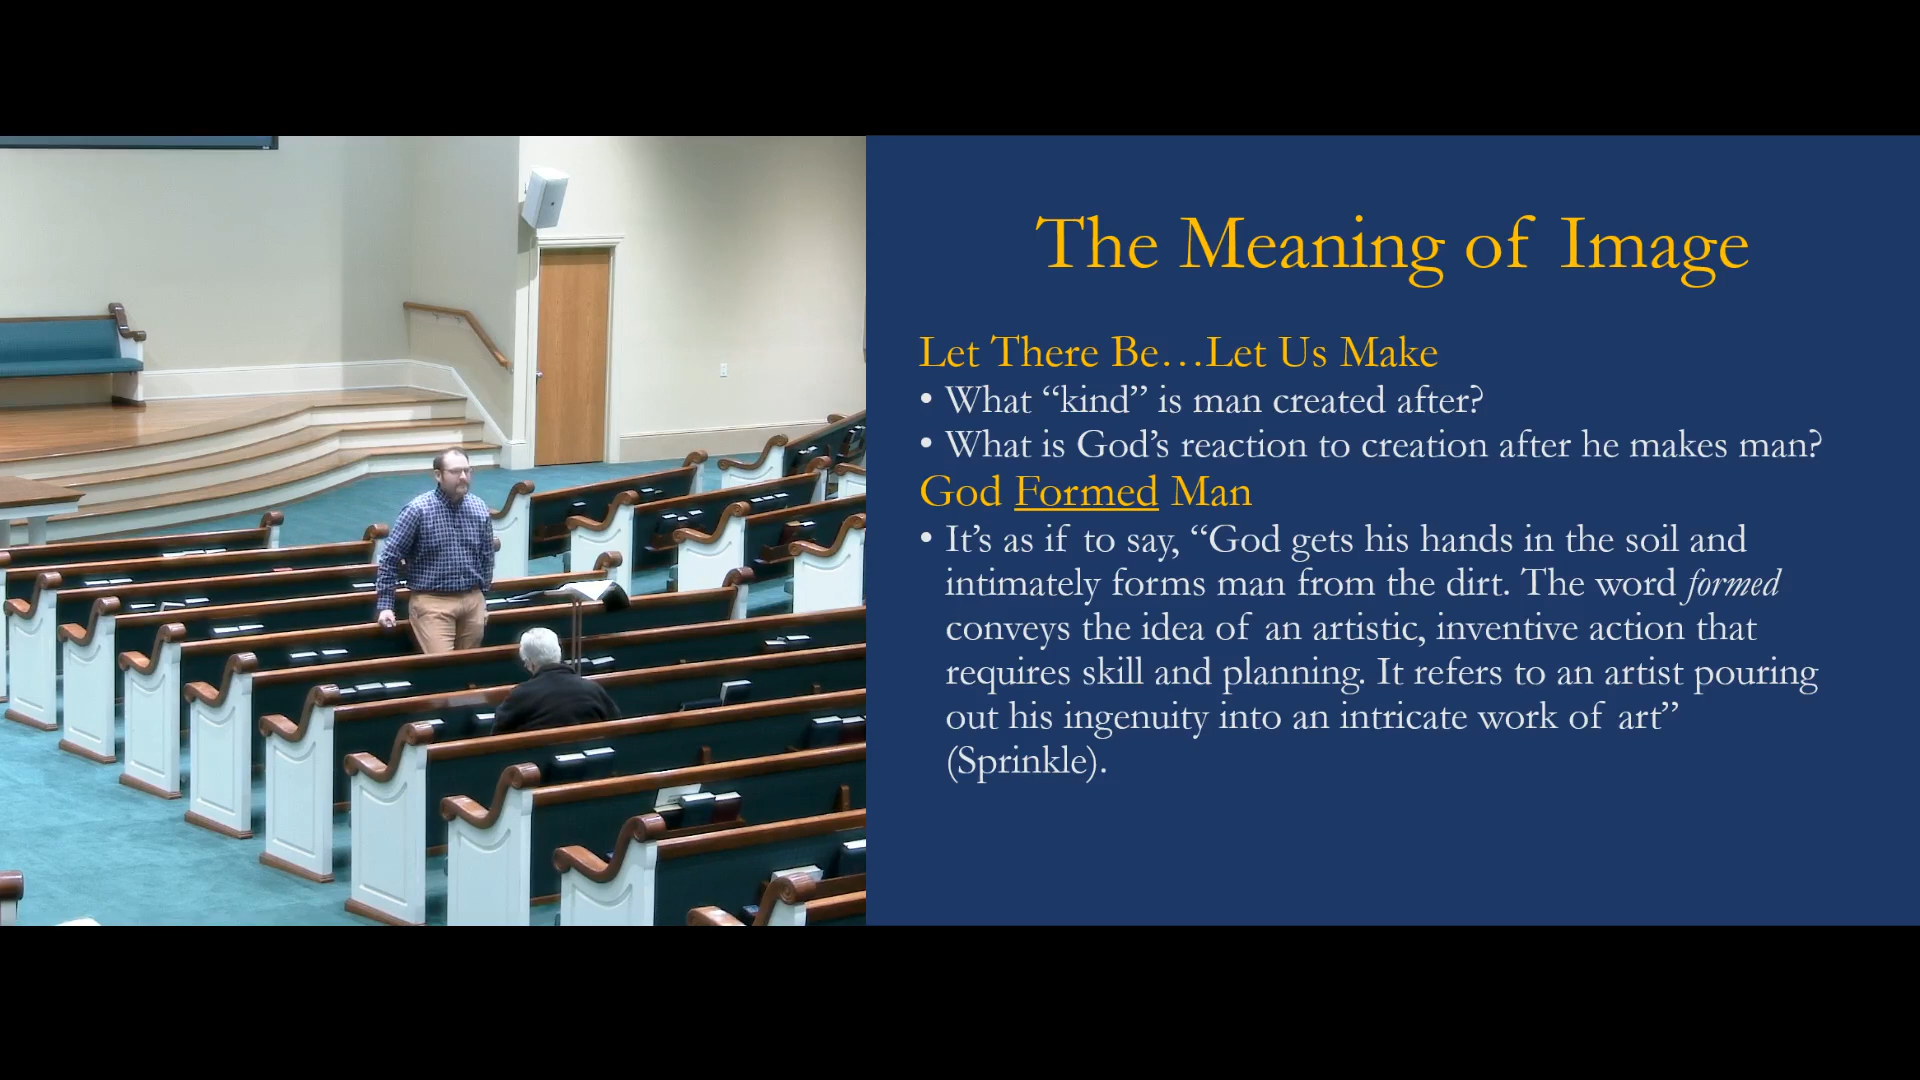 The Meaning of Image
Let There Be…Let Us Make
• What “kind” is man created after?
• What is God’s reaction to creation after he makes man?
God Formed Man
• It’s as if to say, “God gets his hands in the soil and
intimately forms man from the dirt. The word formed
conveys the idea of an artistic, inventive action that
requires skill and planning. It refers to an artist pouring
out his ingenuity into an intricate work of art”
(Sprinkle).